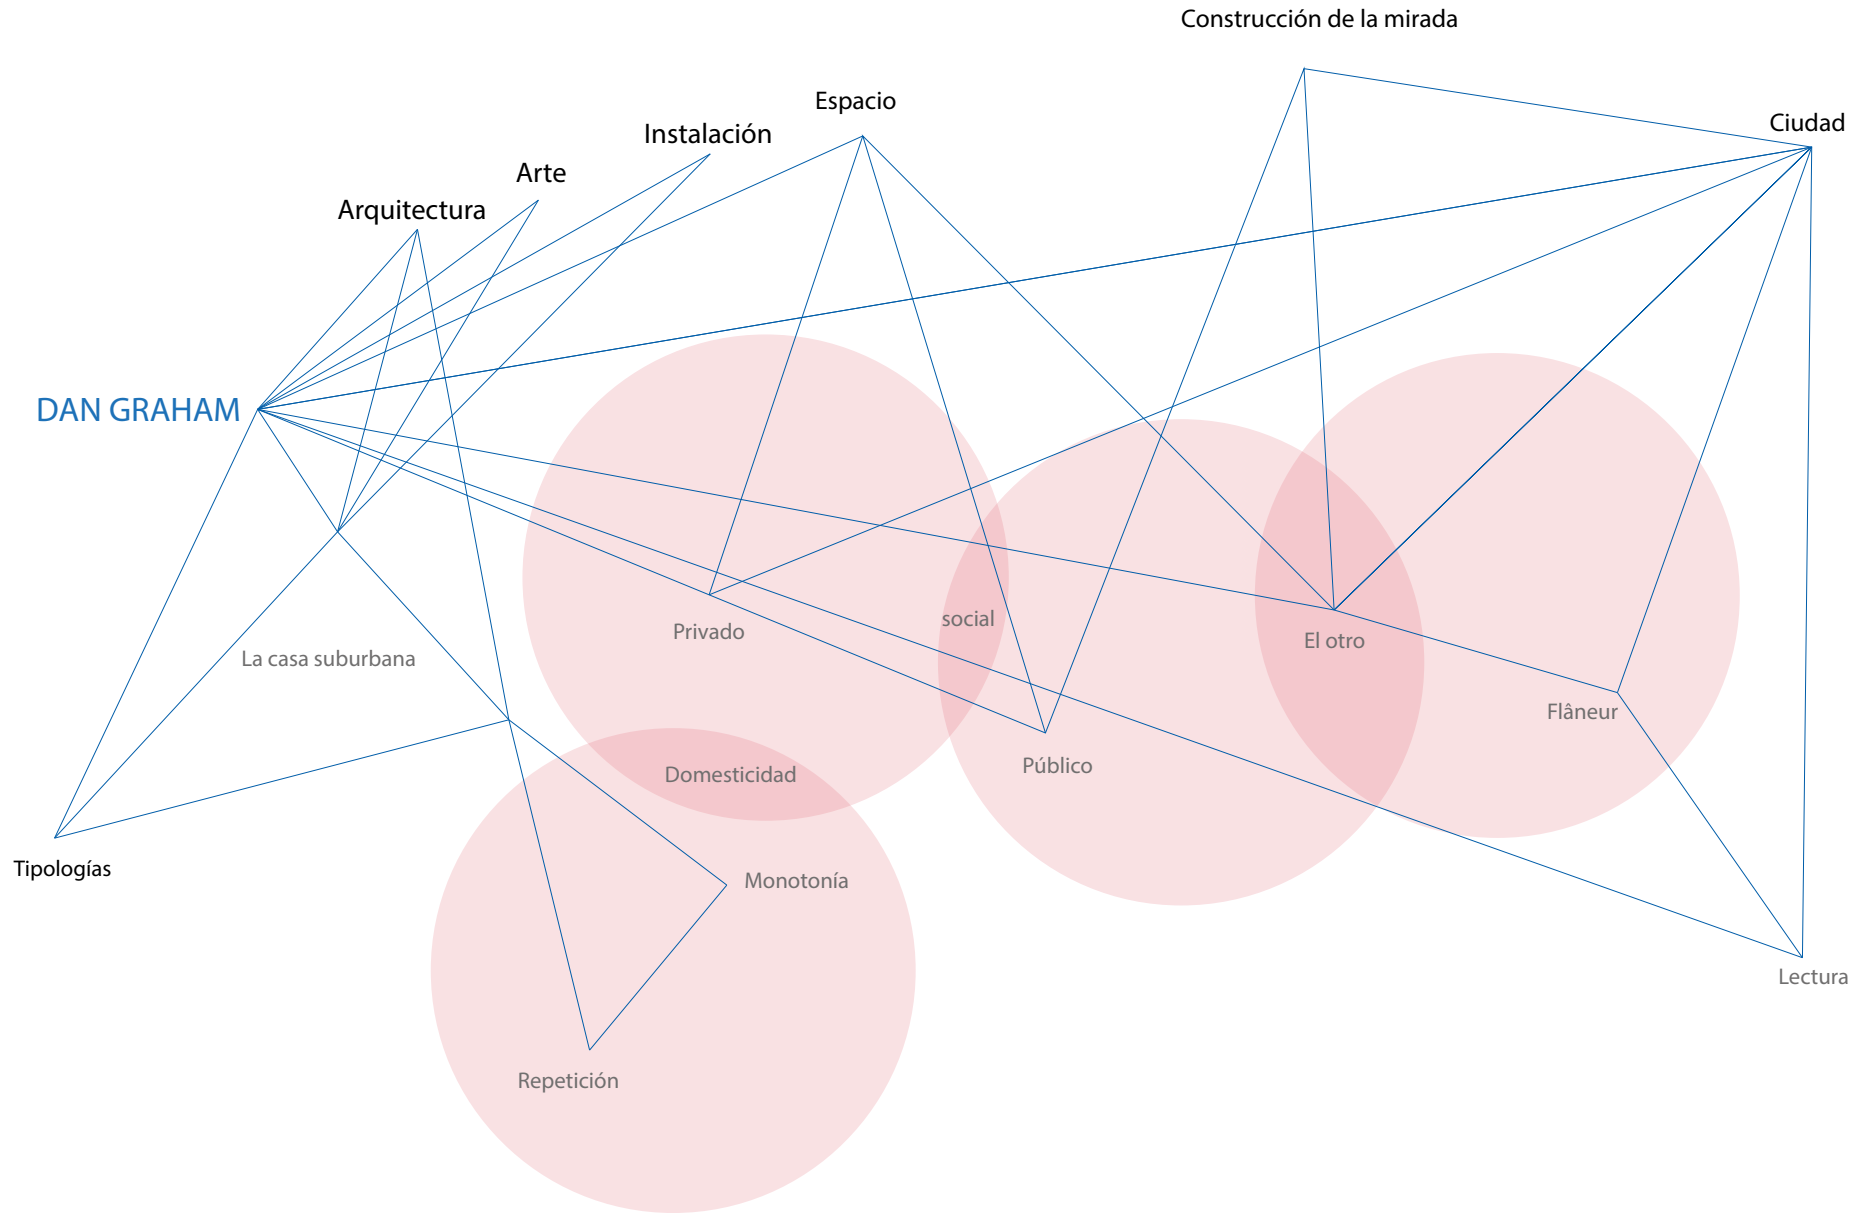 Construcción de la mirada
Espacio
Ciudad
Instalación
Arte
Arquitectura
DAN GRAHAM
social
Privado
El otro
La casa suburbana
Flâneur
Público
Domesticidad
Tipologías
Monotonía
Lectura
Repetición